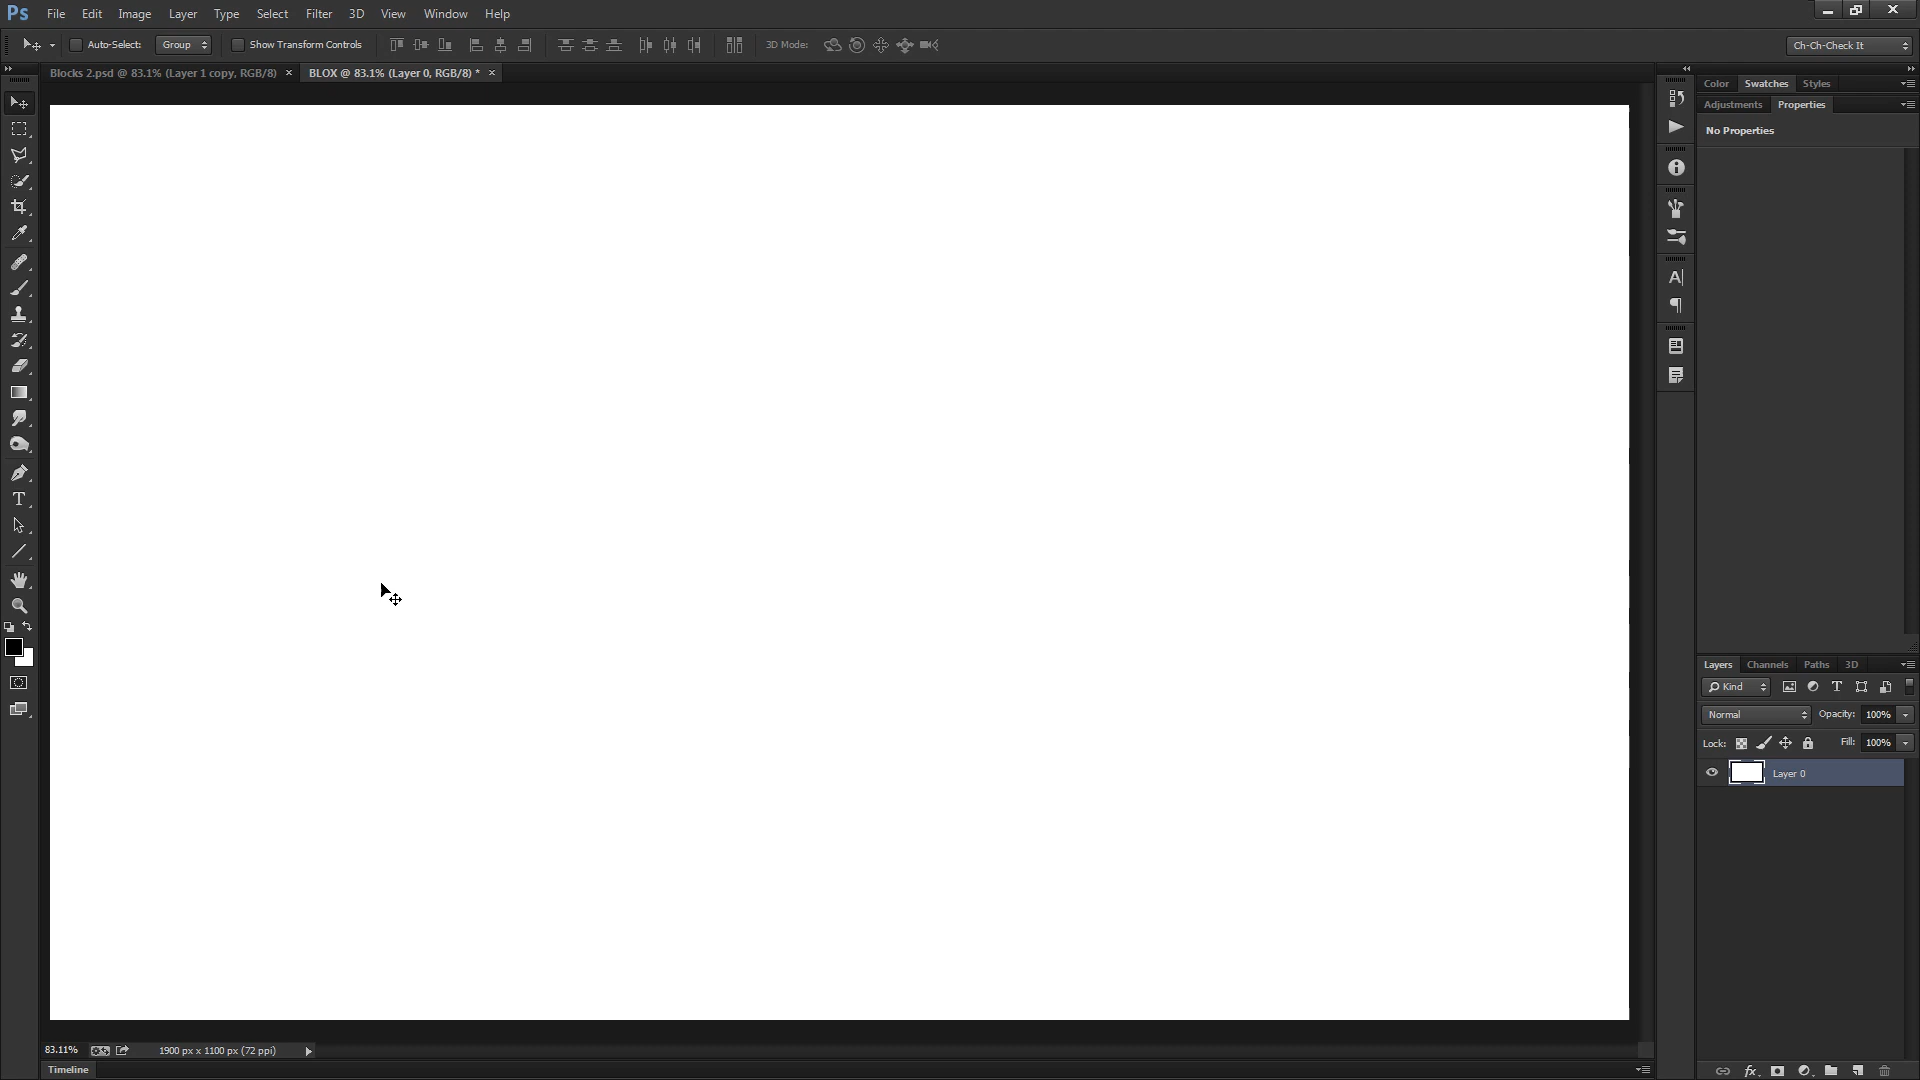 Ps File Edit Image Layer Type Select Filter 3D View Window Help
Auto-Select: Group Show Transform Controls 3D Mode: Ch-Ch-Check It
Blocks 2.psd @ 83.1% (Layer 1 copy, RGB/8) × BLOX @ 83.1% (Layer 0, RGB/8) * ×
Color Swatches Styles
Adjustments Properties
No Properties
Layers Channels Paths 3D
Kind
Normal Opacity: 100%
Lock: Fill: 100%
Layer 0
83.11% 1900 px x 1100 px (72 ppi)
Timeline